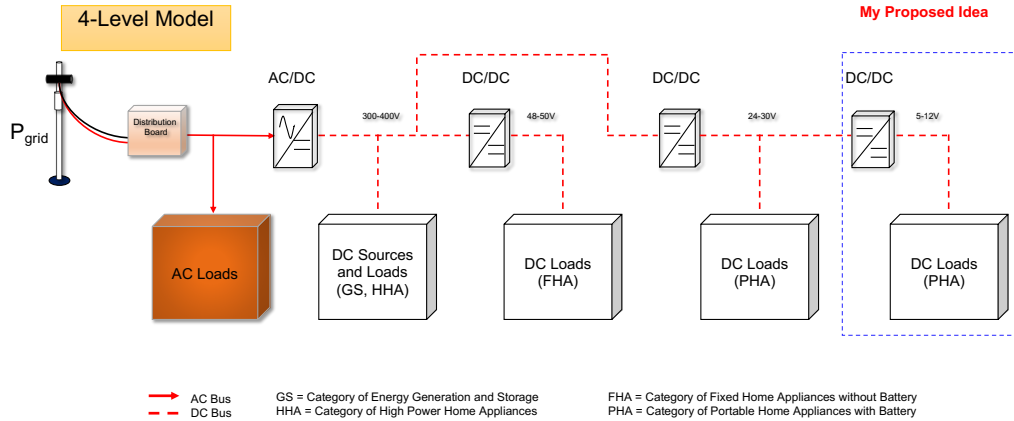 4-Level Model
My Proposed Idea
AC/DC
DC/DC
DC/DC
DC/DC
P_grid
Distribution
Board
300-400V
48-50V
24-30V
5-12V
AC Loads
DC Sources
and Loads
(GS, HHA)
DC Loads
(FHA)
DC Loads
(PHA)
DC Loads
(PHA)
AC Bus
DC Bus
GS = Category of Energy Generation and Storage
HHA = Category of High Power Home Appliances
FHA = Category of Fixed Home Appliances without Battery
PHA = Category of Portable Home Appliances with Battery